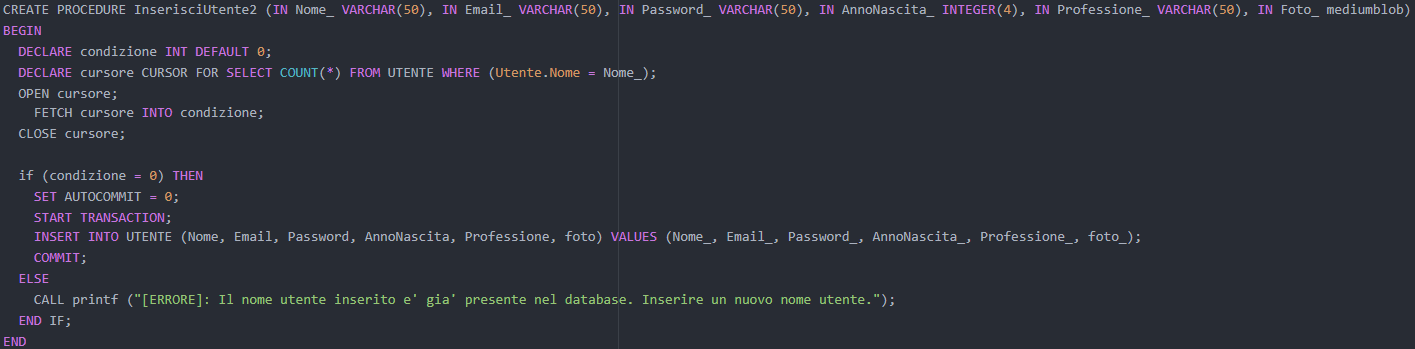 CREATE PROCEDURE InserisciUtente2 (IN Nome_ VARCHAR(50), IN Email_ VARCHAR(50), IN Password_ VARCHAR(50), IN AnnoNascita_ INTEGER(4), IN Professione_ VARCHAR(50), IN Foto_ mediumblob)
BEGIN
  DECLARE condizione INT DEFAULT 0;
  DECLARE cursore CURSOR FOR SELECT COUNT(*) FROM UTENTE WHERE (Utente.Nome = Nome_);
  OPEN cursore;
    FETCH cursore INTO condizione;
  CLOSE cursore;

  if (condizione = 0) THEN
    SET AUTOCOMMIT = 0;
    START TRANSACTION;
    INSERT INTO UTENTE (Nome, Email, Password, AnnoNascita, Professione, foto) VALUES (Nome_, Email_, Password_, AnnoNascita_, Professione_, foto_);
    COMMIT;
  ELSE
    CALL printf ("[ERRORE]: Il nome utente inserito e' gia' presente nel database. Inserire un nuovo nome utente.");
  END IF;
END